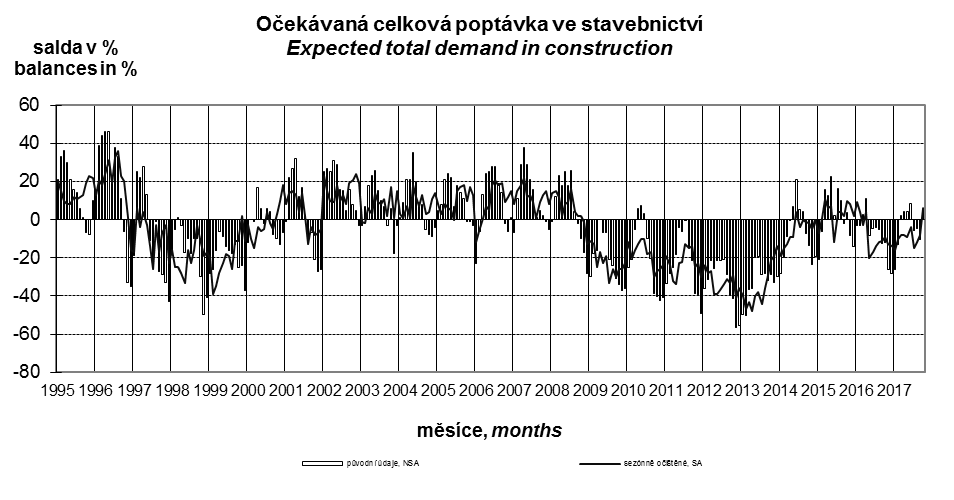 Očekávaná celková poptávka ve stavebnictví
Expected total demand in construction
salda v %
balances in %
60
40
20
0
-20
-40
-60
-80
1995 1996 1997 1998 1999 2000 2001 2002 2003 2004 2005 2006 2007 2008 2009 2010 2011 2012 2013 2014 2015 2016 2017
měsíce, months
původní údaje, NSA sezónně očištěné, SA